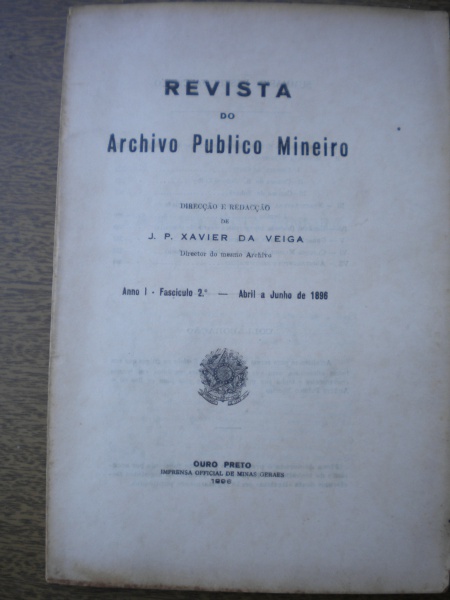 REVISTA
DO
Archivo Publico Mineiro
DIRECÇÃO E REDACÇÃO
DE
J. P. XAVIER DA VEIGA
Director do mesmo Archivo
Anno I - Fasciculo 2.º — Abril a Junho de 1896
OURO PRETO
IMPRENSA OFFICIAL DE MINAS GERAES
1896